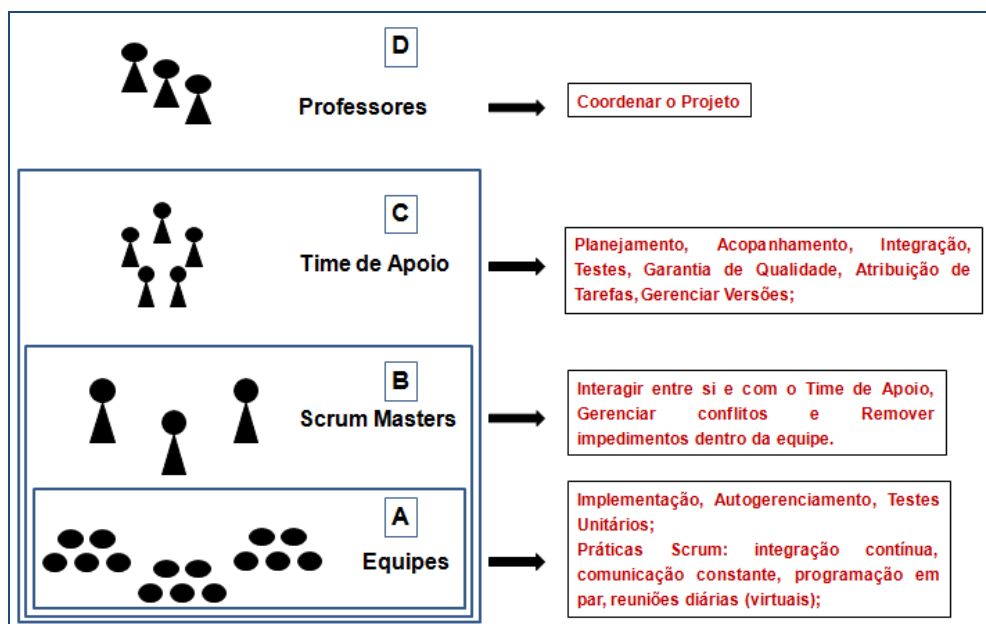 D
Professores
Coordenar o Projeto
C
Time de Apoio
Planejamento, Acopanhamento, Integração,
Testes, Garantia de Qualidade, Atribuição de
Tarefas, Gerenciar Versões;
B
Scrum Masters
Interagir entre si e com o Time de Apoio,
Gerenciar conflitos e Remover
impedimentos dentro da equipe.
A
Equipes
Implementação, Autogerenciamento, Testes
Unitários;
Práticas Scrum: integração contínua,
comunicação constante, programação em
par, reuniões diárias (virtuais);